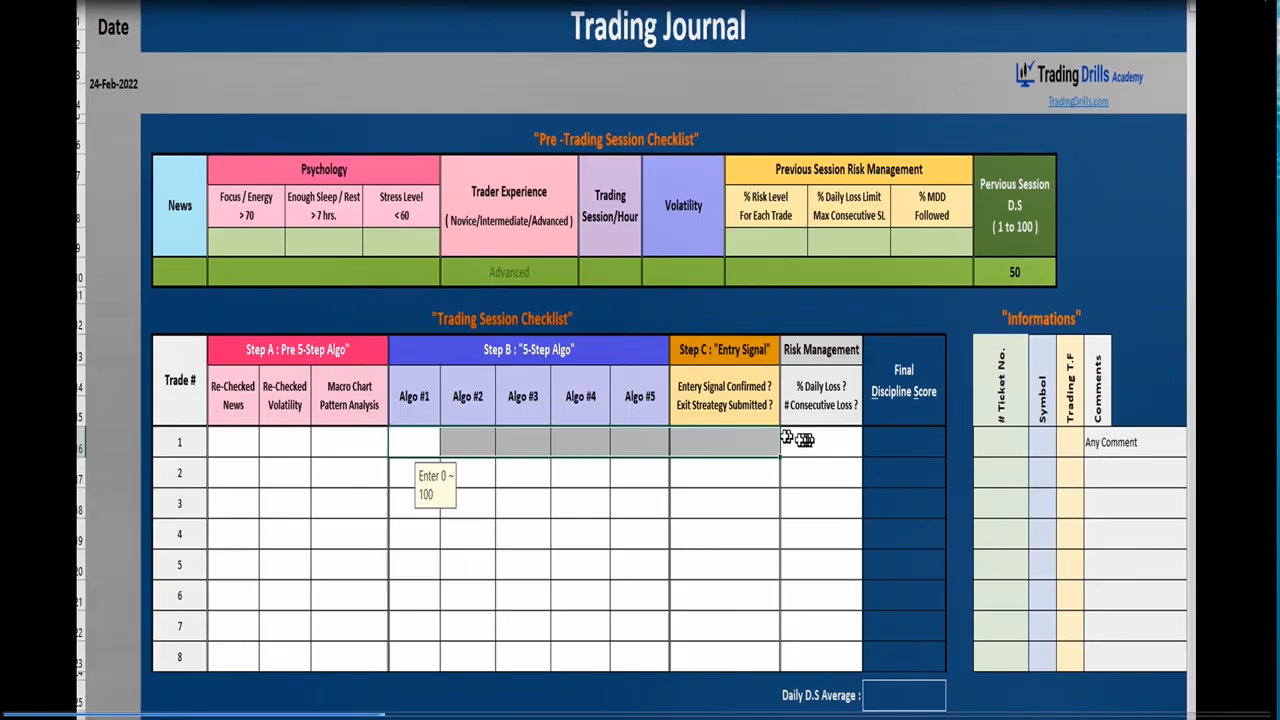 Date
Trading Journal
24-Feb-2022
Trading Drills Academy
TradingDrills.com
"Pre -Trading Session Checklist"
News
Psychology
Focus / Energy
> 70
Enough Sleep / Rest
> 7 hrs.
Stress Level
< 60
Trader Experience
( Novice/Intermediate/Advanced )
Trading
Session/Hour
Volatility
Previous Session Risk Management
% Risk Level
For Each Trade
% Daily Loss Limit
Max Consecutive SL
% MDD
Followed
Pervious Session
D.S
( 1 to 100 )
Advanced
50
"Trading Session Checklist"
"Informations"
Trade #
Step A : Pre 5-Step Algo"
Step B : "5-Step Algo"
Step C : "Entry Signal"
Risk Management
Re-Checked
News
Re-Checked
Volatility
Macro Chart
Pattern Analysis
Algo #1
Algo #2
Algo #3
Algo #4
Algo #5
Entery Signal Confirmed ?
Exit Streategy Submitted ?
% Daily Loss ?
# Consecutive Loss ?
Final
Discipline Score
# Ticket No.
Symbol
Trading T.F
Comments
1
Any Comment
Enter 0 ~
100
2
3
4
5
6
7
8
Daily D.S Average :